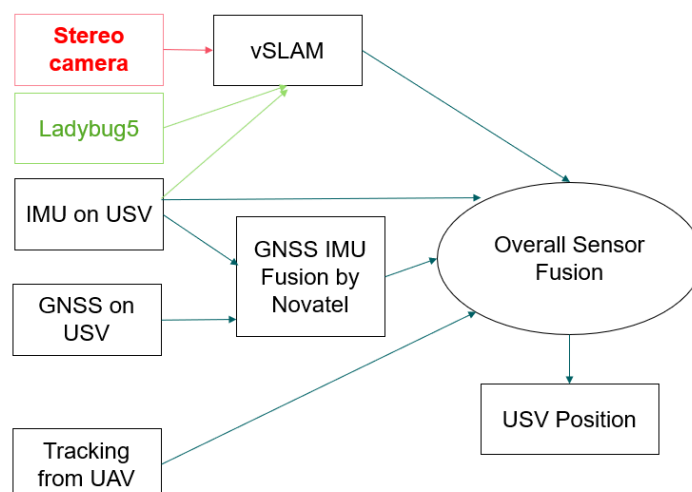 Stereo
camera
vSLAM
Ladybug5
IMU on USV
GNSS IMU
Fusion by
Novatel
Overall Sensor
Fusion
GNSS on
USV
USV Position
Tracking
from UAV